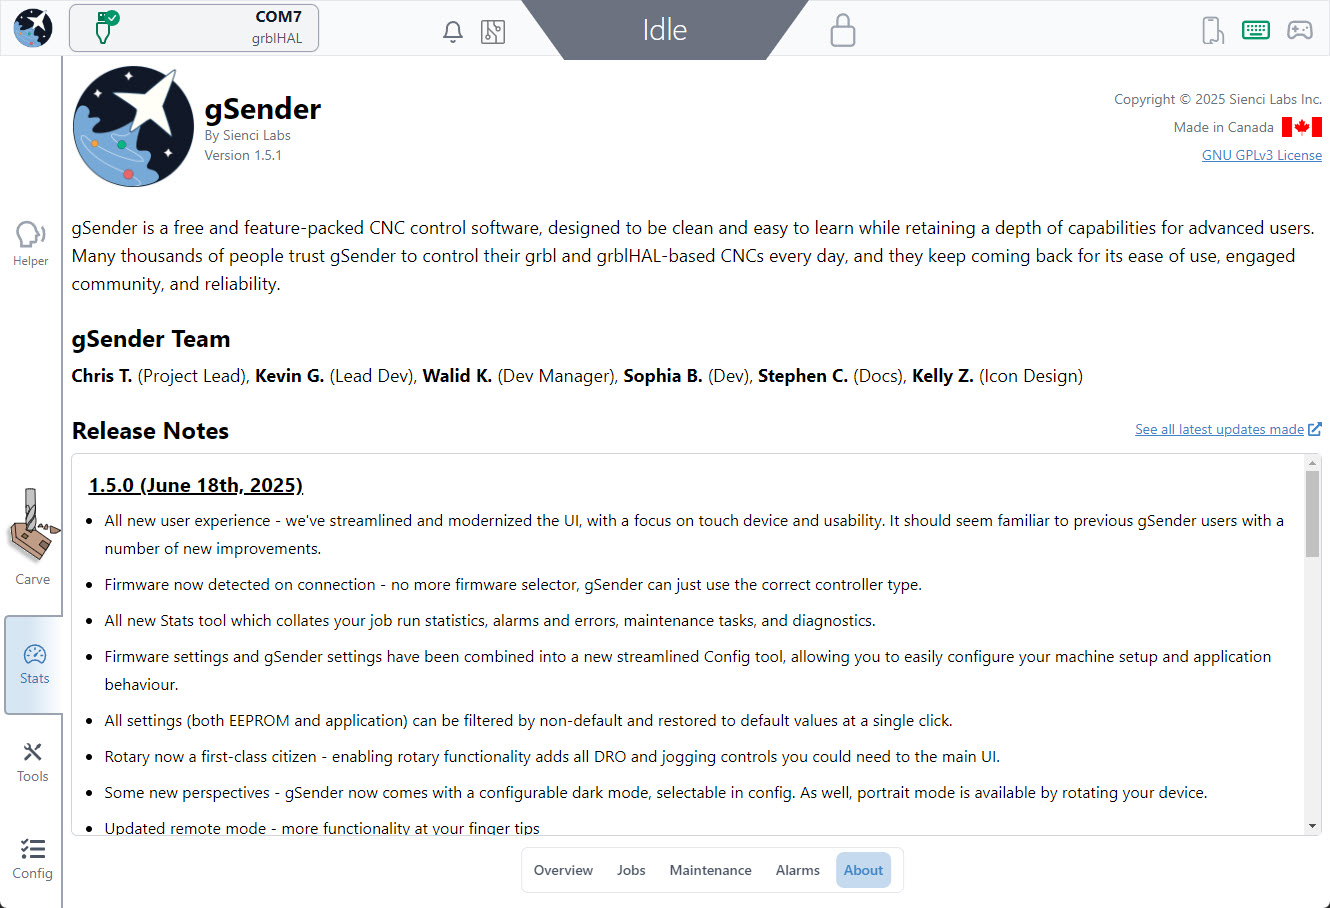 COM7
grblHAL
Idle
gSender
By Sienci Labs
Version 1.5.1
Copyright © 2025 Sienci Labs Inc.
Made in Canada
GNU GPLv3 License
gSender is a free and feature-packed CNC control software, designed to be clean and easy to learn while retaining a depth of capabilities for advanced users.
Many thousands of people trust gSender to control their grbl and grblHAL-based CNCs every day, and they keep coming back for its ease of use, engaged
community, and reliability.
gSender Team
Chris T. (Project Lead), Kevin G. (Lead Dev), Walid K. (Dev Manager), Sophia B. (Dev), Stephen C. (Docs), Kelly Z. (Icon Design)
Release Notes
See all latest updates made
1.5.0 (June 18th, 2025)
• All new user experience - we've streamlined and modernized the UI, with a focus on touch device and usability. It should seem familiar to previous gSender users with a
number of new improvements.
• Firmware now detected on connection - no more firmware selector, gSender can just use the correct controller type.
• All new Stats tool which collates your job run statistics, alarms and errors, maintenance tasks, and diagnostics.
• Firmware settings and gSender settings have been combined into a new streamlined Config tool, allowing you to easily configure your machine setup and application
behaviour.
• All settings (both EEPROM and application) can be filtered by non-default and restored to default values at a single click.
• Rotary now a first-class citizen - enabling rotary functionality adds all DRO and jogging controls you could need to the main UI.
• Some new perspectives - gSender now comes with a configurable dark mode, selectable in config. As well, portrait mode is available by rotating your device.
• Updated remote mode - more functionality at your finger tips
Helper
Carve
Stats
Tools
Config
Overview
Jobs
Maintenance
Alarms
About